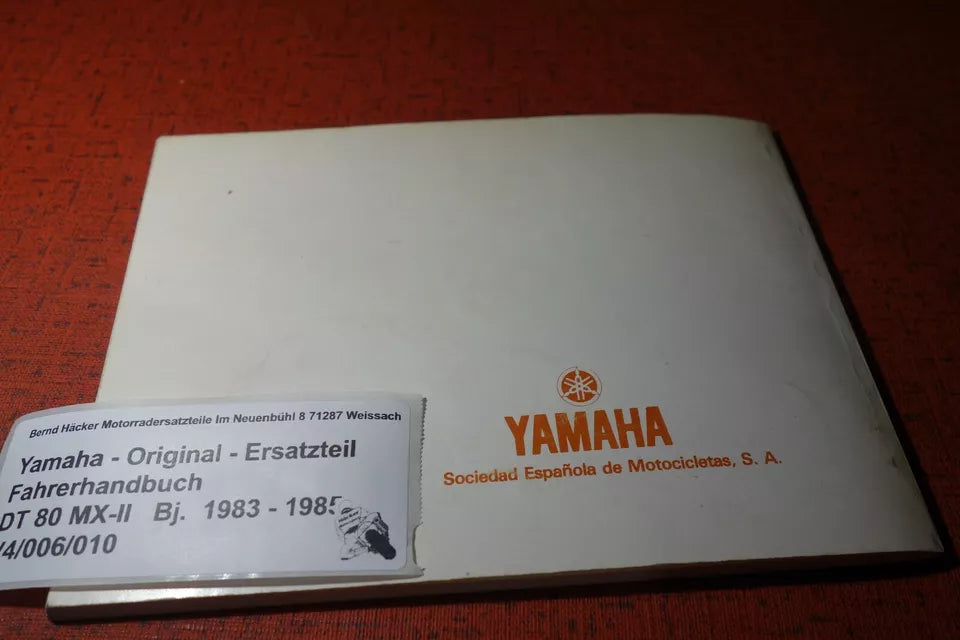 Bernd Häcker Motorradersatzteile Im Neuenbühl 8 71287 Weissach
Yamaha - Original - Ersatzteil
Fahrerhandbuch
DT 80 MX-II Bj. 1983 - 1985
/4/006/010
YAMAHA
Sociedad Española de Motocicletas, S. A.